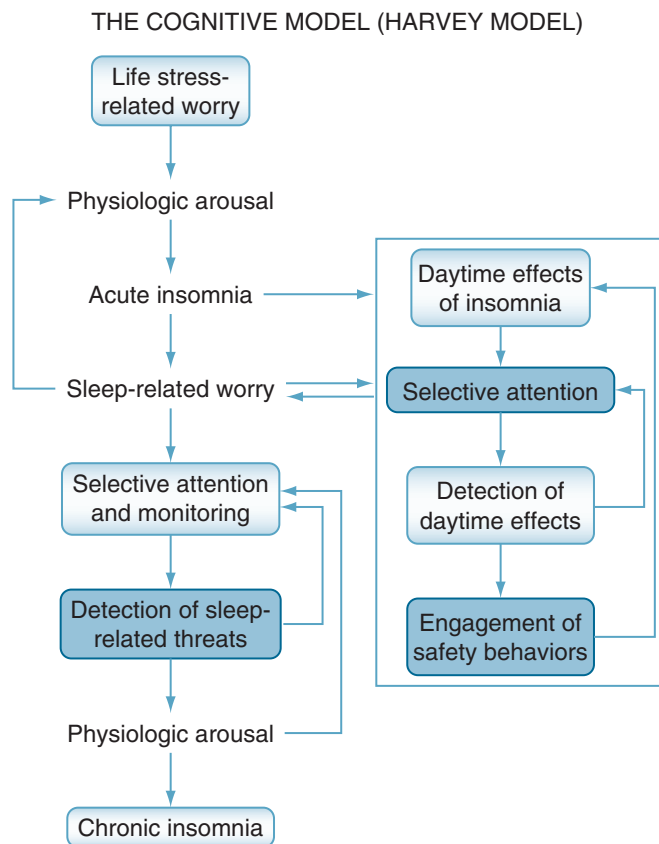 THE COGNITIVE MODEL (HARVEY MODEL)
Life stress-
related worry
Physiologic arousal
Acute insomnia
Sleep-related worry
Selective attention
and monitoring
Detection of sleep-
related threats
Physiologic arousal
Chronic insomnia
Daytime effects
of insomnia
Selective attention
Detection of
daytime effects
Engagement of
safety behaviors